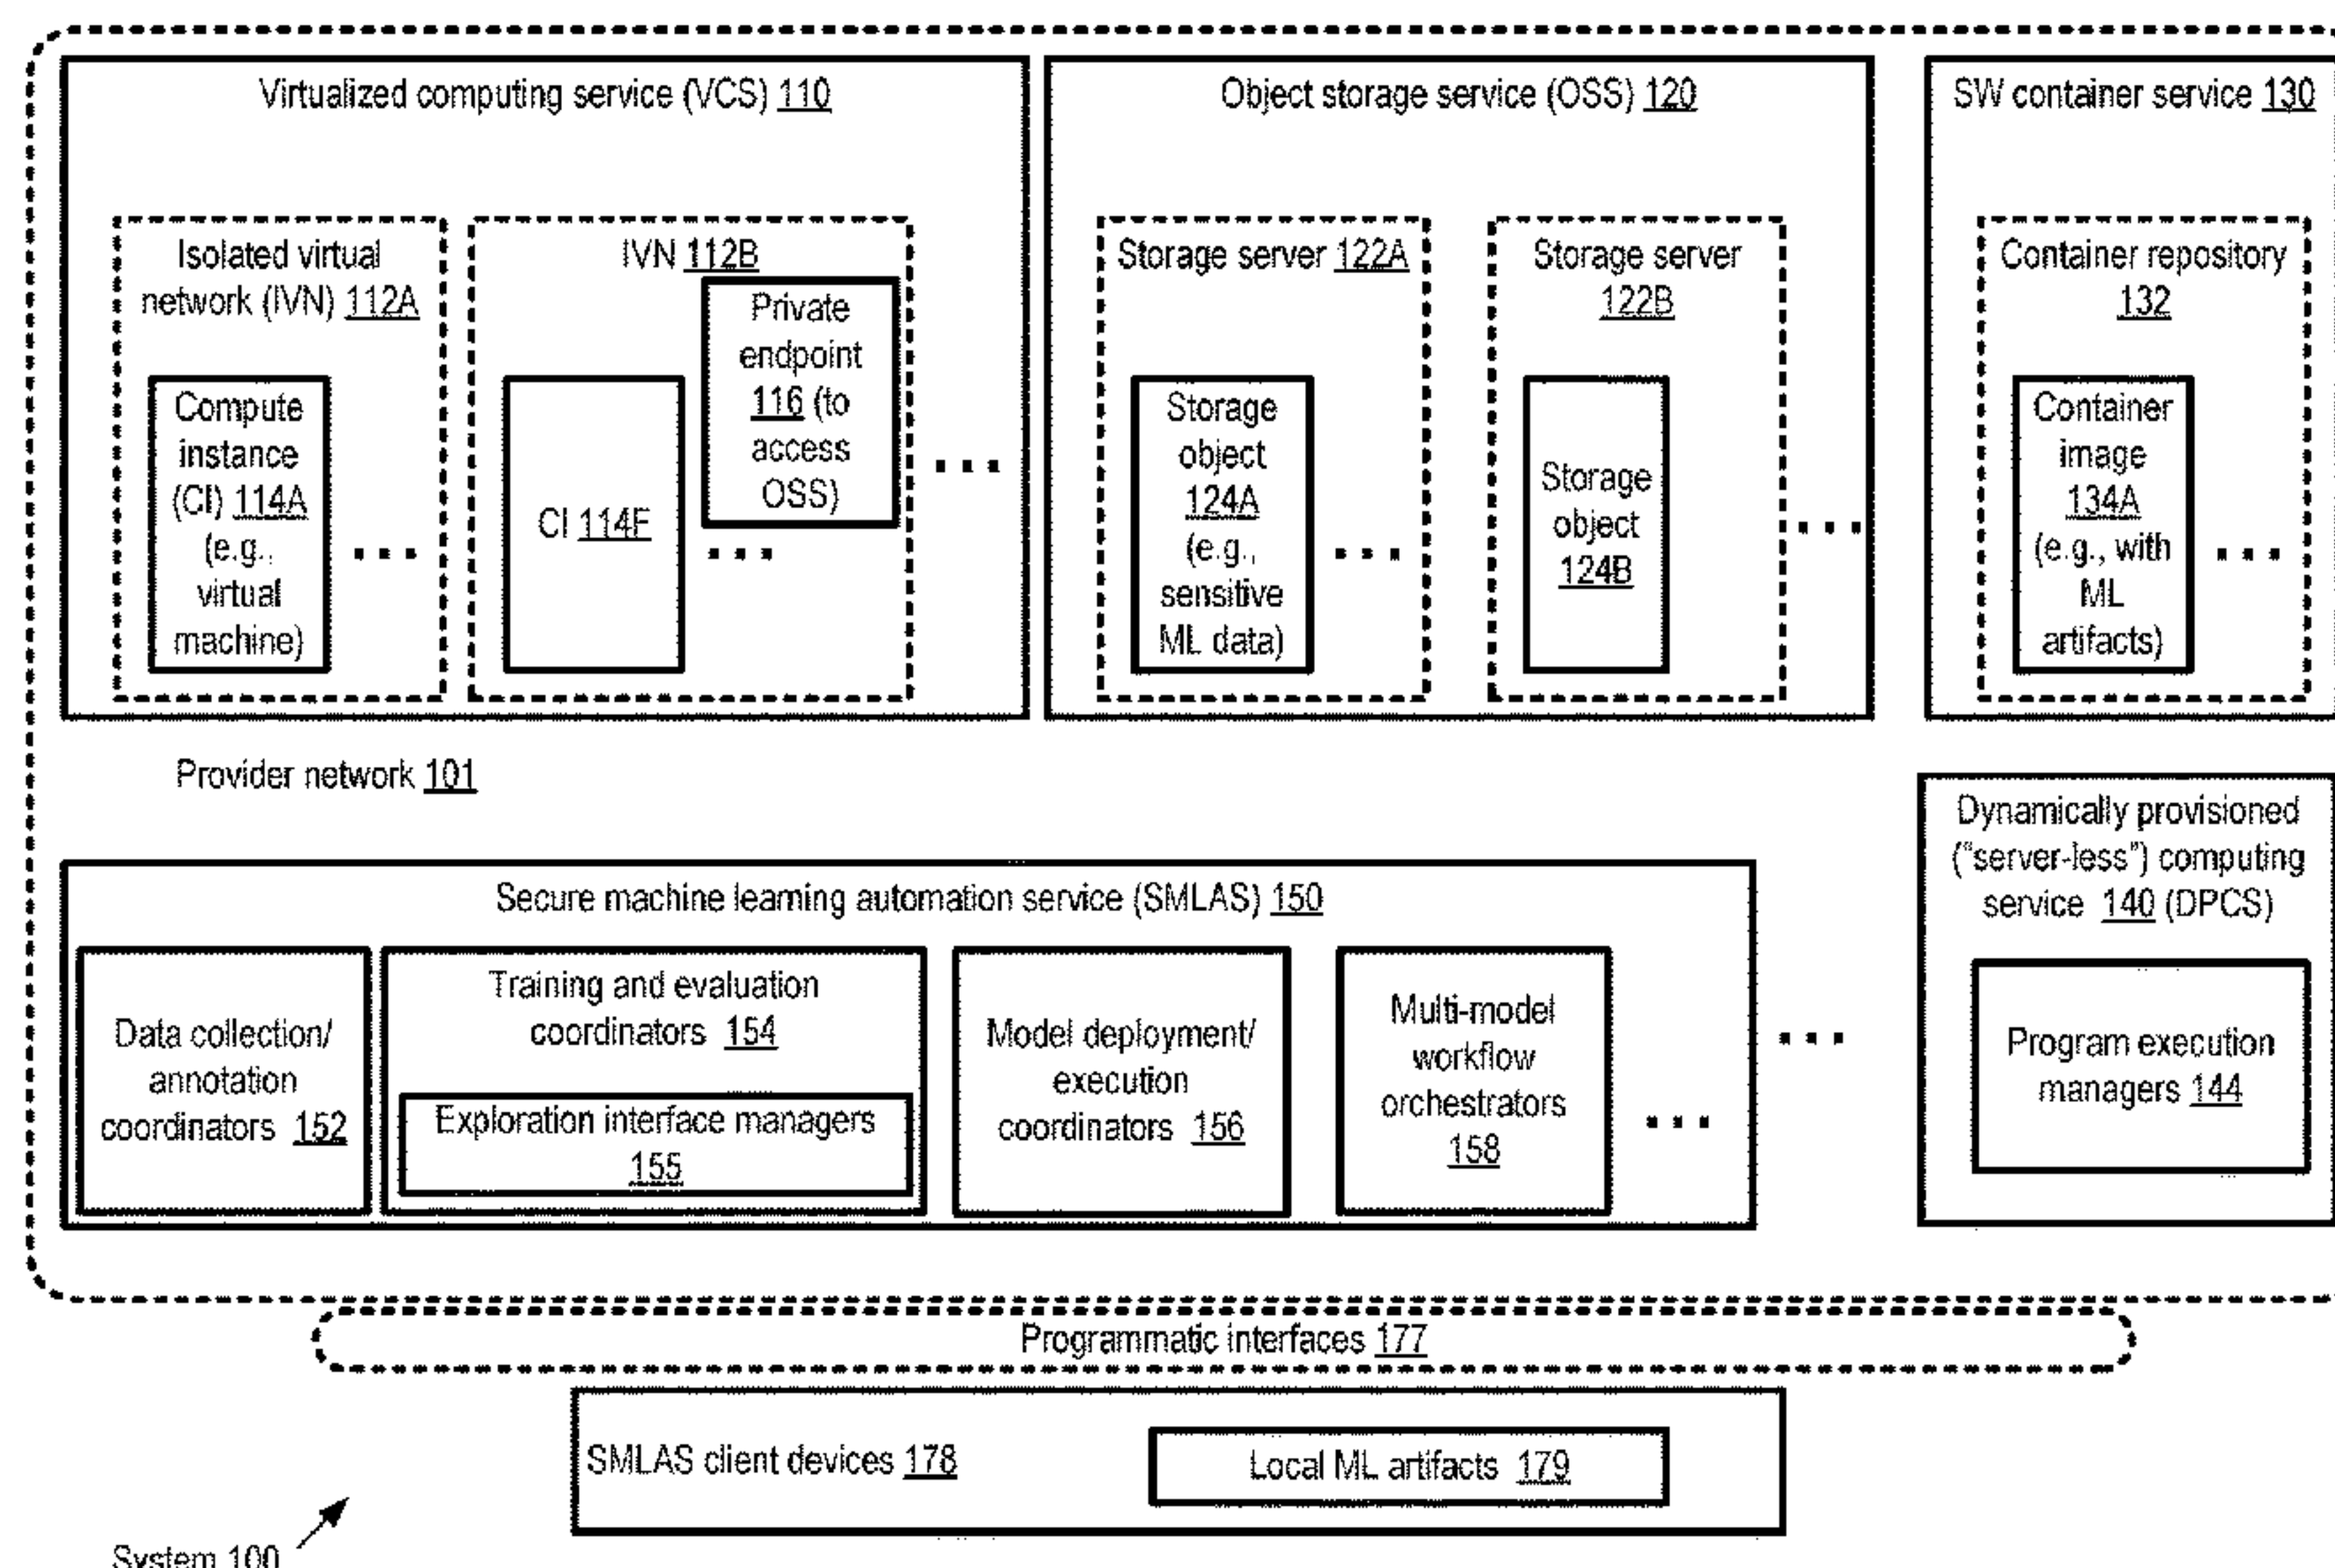 Virtualized computing service (VCS) 110
Isolated virtual
network (IVN) 112A
Compute
instance
(CI) 114A
(e.g.,
virtual
machine)
...
IVN 112B
Private
endpoint
116 (to
access
OSS)
CI 114F
...
...
Object storage service (OSS) 120
Storage server 122A
Storage
object
124A
(e.g.,
sensitive
ML data)
...
Storage server
122B
Storage
object
124B
...
SW container service 130
Container repository
132
Container
image
134A
(e.g., with
ML
artifacts)
...
Provider network 101
Secure machine learning automation service (SMLAS) 150
Data collection/
annotation
coordinators 152
Training and evaluation
coordinators 154
Exploration interface managers
155
Model deployment/
execution
coordinators 156
Multi-model
workflow
orchestrators
158
...
...
Dynamically provisioned
("server-less") computing
service 140 (DPCS)
Program execution
managers 144
Programmatic interfaces 177
SMLAS client devices 178
Local ML artifacts 179
System 100